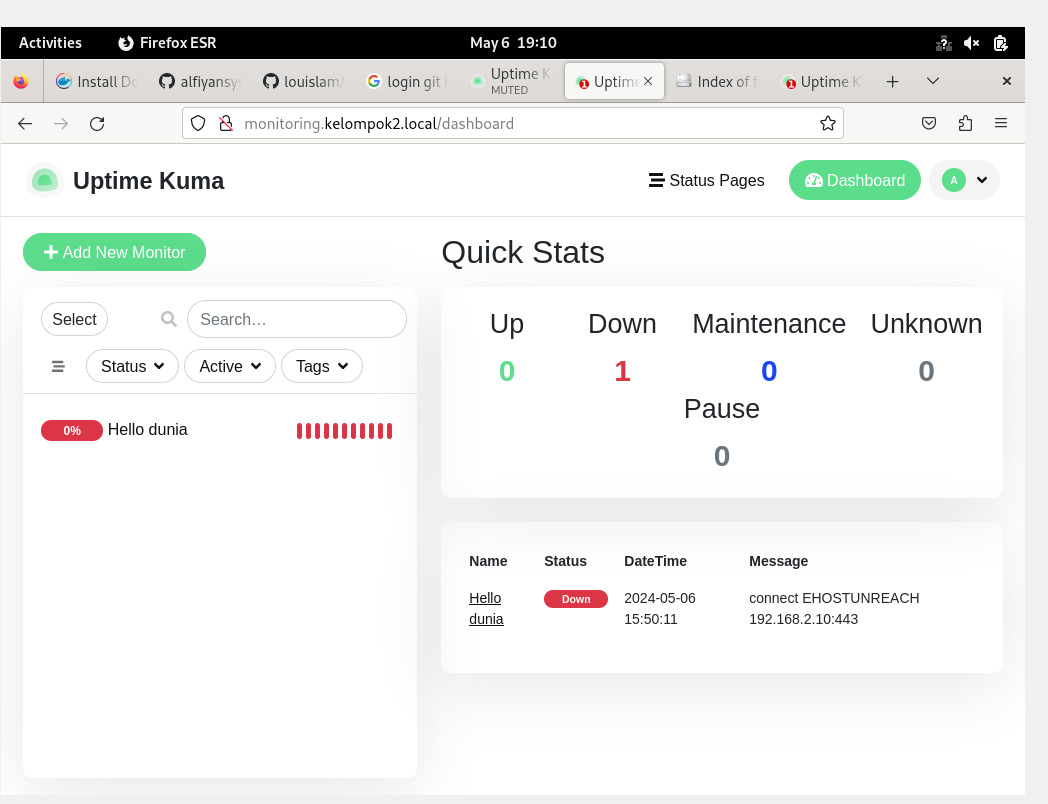 Activities Firefox ESR May 6 19:10
Install Do alfiyansys louislam/ login git i Uptime K MUTED Uptime Index of f Uptime K
monitoring.kelompok2.local/dashboard
Uptime Kuma Status Pages Dashboard A
Add New Monitor
Quick Stats
Select Search…
Status Active Tags
0% Hello dunia
Up Down Maintenance Unknown
0 1 0 0
Pause
0
Name Status DateTime Message
Hello dunia Down 2024-05-06 15:50:11 connect EHOSTUNREACH 192.168.2.10:443